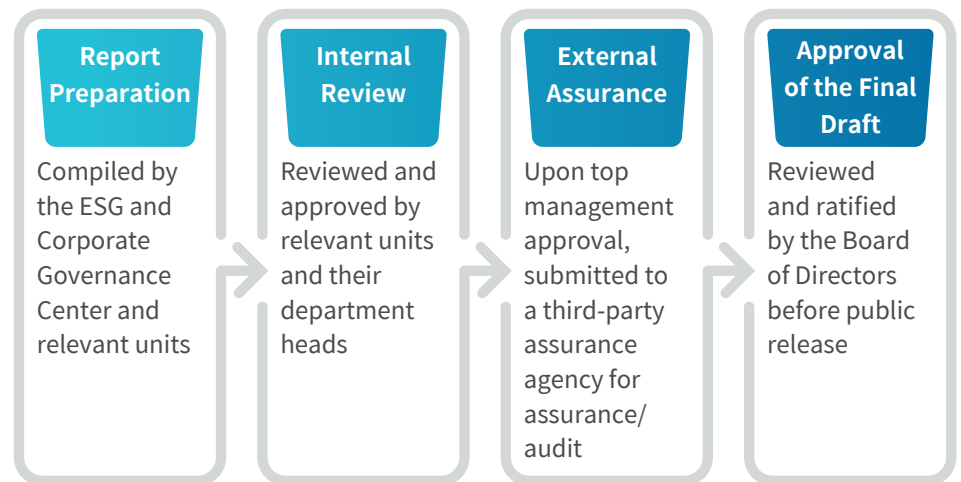 Report
Preparation
Compiled by
the ESG and
Corporate
Governance
Center and
relevant units
Internal
Review
Reviewed and
approved by
relevant units
and their
department
heads
External
Assurance
Upon top
management
approval,
submitted to
a third-party
assurance
agency for
assurance/
audit
Approval
of the Final
Draft
Reviewed
and ratified
by the Board
of Directors
before public
release